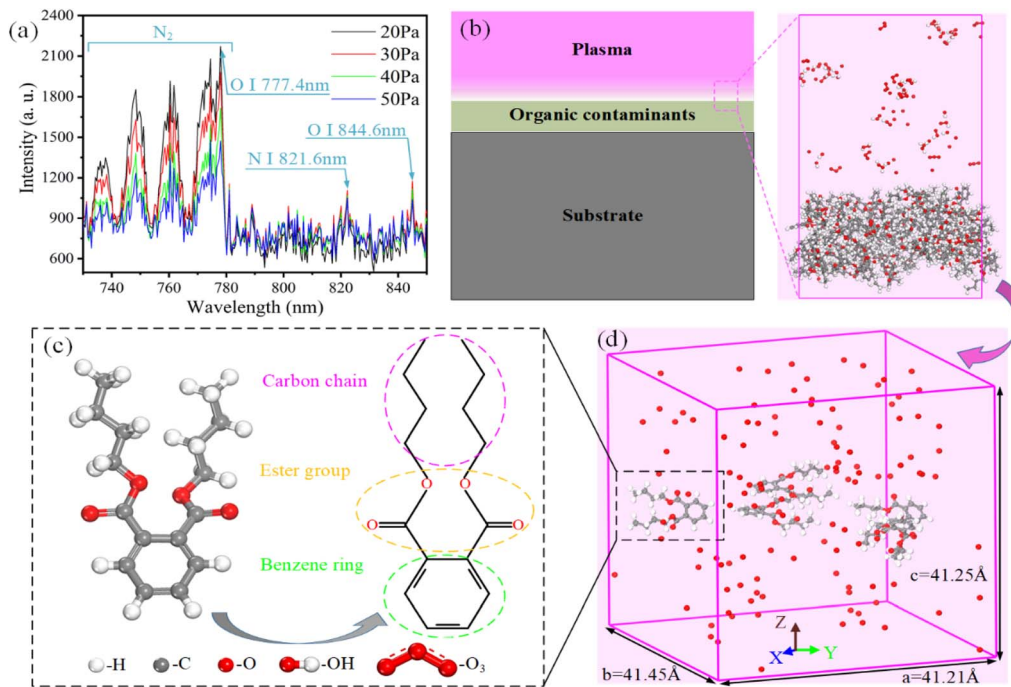 (a)
2400
2100
1800
1500
1200
900
600
Intensity (a. u.)
N₂
20Pa
30Pa
40Pa
50Pa
O I 777.4nm
O I 844.6nm
N I 821.6nm
740
760
780
800
820
840
Wavelength (nm)
(b)
Plasma
Organic contaminants
Substrate
(c)
Carbon chain
Ester group
Benzene ring
O
O
O
O
-H
-C
-O
-OH
-O₃
(d)
c=41.25Å
Z
X
Y
b=41.45Å
a=41.21Å